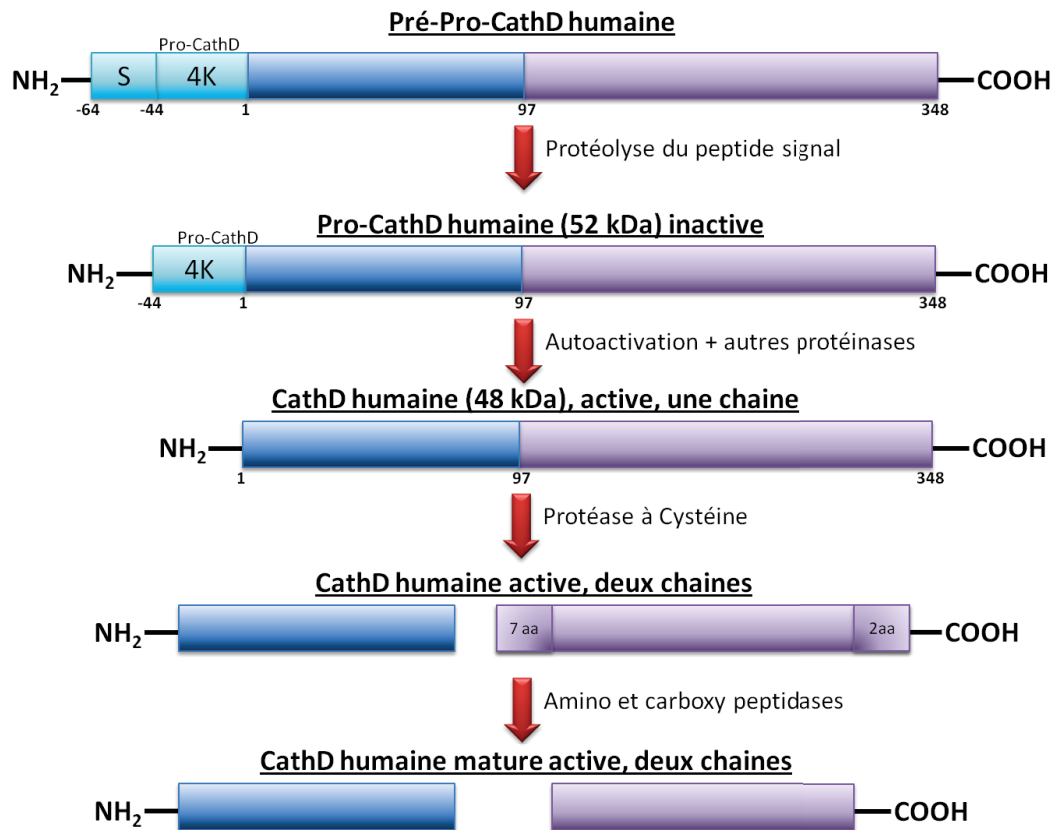 Pré-Pro-CathD humaine
Pro-CathD
NH2 S 4K COOH
-64 -44 1 97 348
Protéolyse du peptide signal
Pro-CathD humaine (52 kDa) inactive
Pro-CathD
NH2 4K COOH
-44 1 97 348
Autoactivation + autres protéinases
CathD humaine (48 kDa), active, une chaine
NH2 COOH
1 97 348
Protéase à Cystéine
CathD humaine active, deux chaines
NH2 7 aa 2aa COOH
Amino et carboxy peptidases
CathD humaine mature active, deux chaines
NH2 COOH